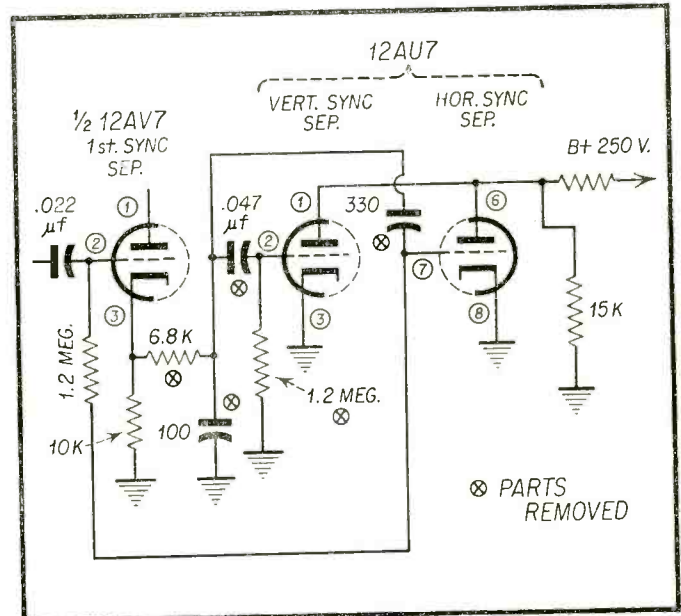 12AU7
VERT. SYNC
SEP.
HOR. SYNC
SEP.
½ 12AV7
1st. SYNC
SEP.
B+ 250 V.
.022
µf
①
②
③
.047
µf
①
②
③
330
⑥
⑦
⑧
15 K
6.8 K
1.2 MEG.
10K
100
1.2 MEG.
⊗ PARTS
REMOVED